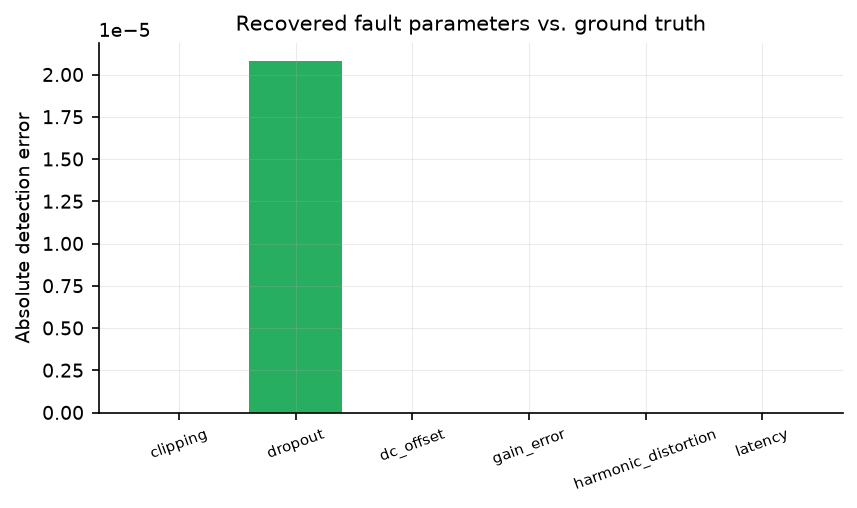 Recovered fault parameters vs. ground truth
1e−5
2.00
1.75
1.50
1.25
1.00
0.75
0.50
0.25
0.00
Absolute detection error
clipping
dropout
dc_offset
gain_error
harmonic_distortion
latency